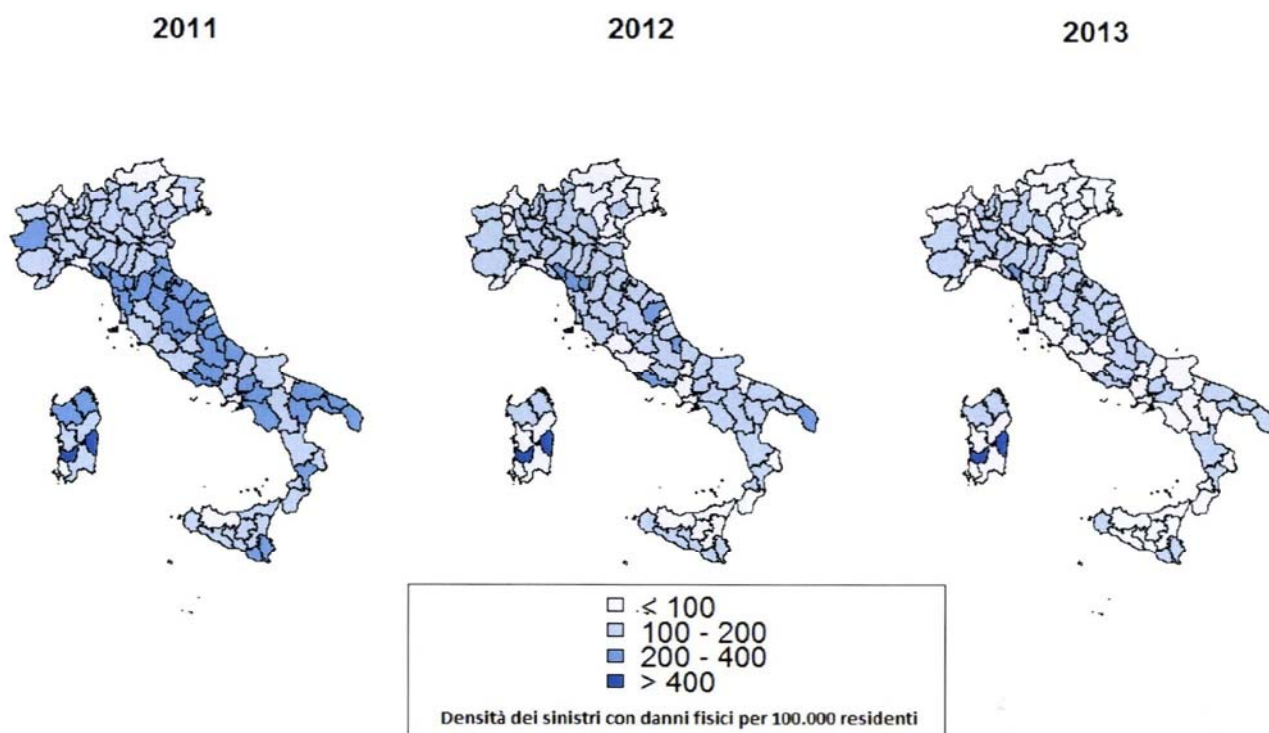 2011
2012
2013
< 100
100 - 200
200 - 400
> 400
Densità dei sinistri con danni fisici per 100.000 residenti